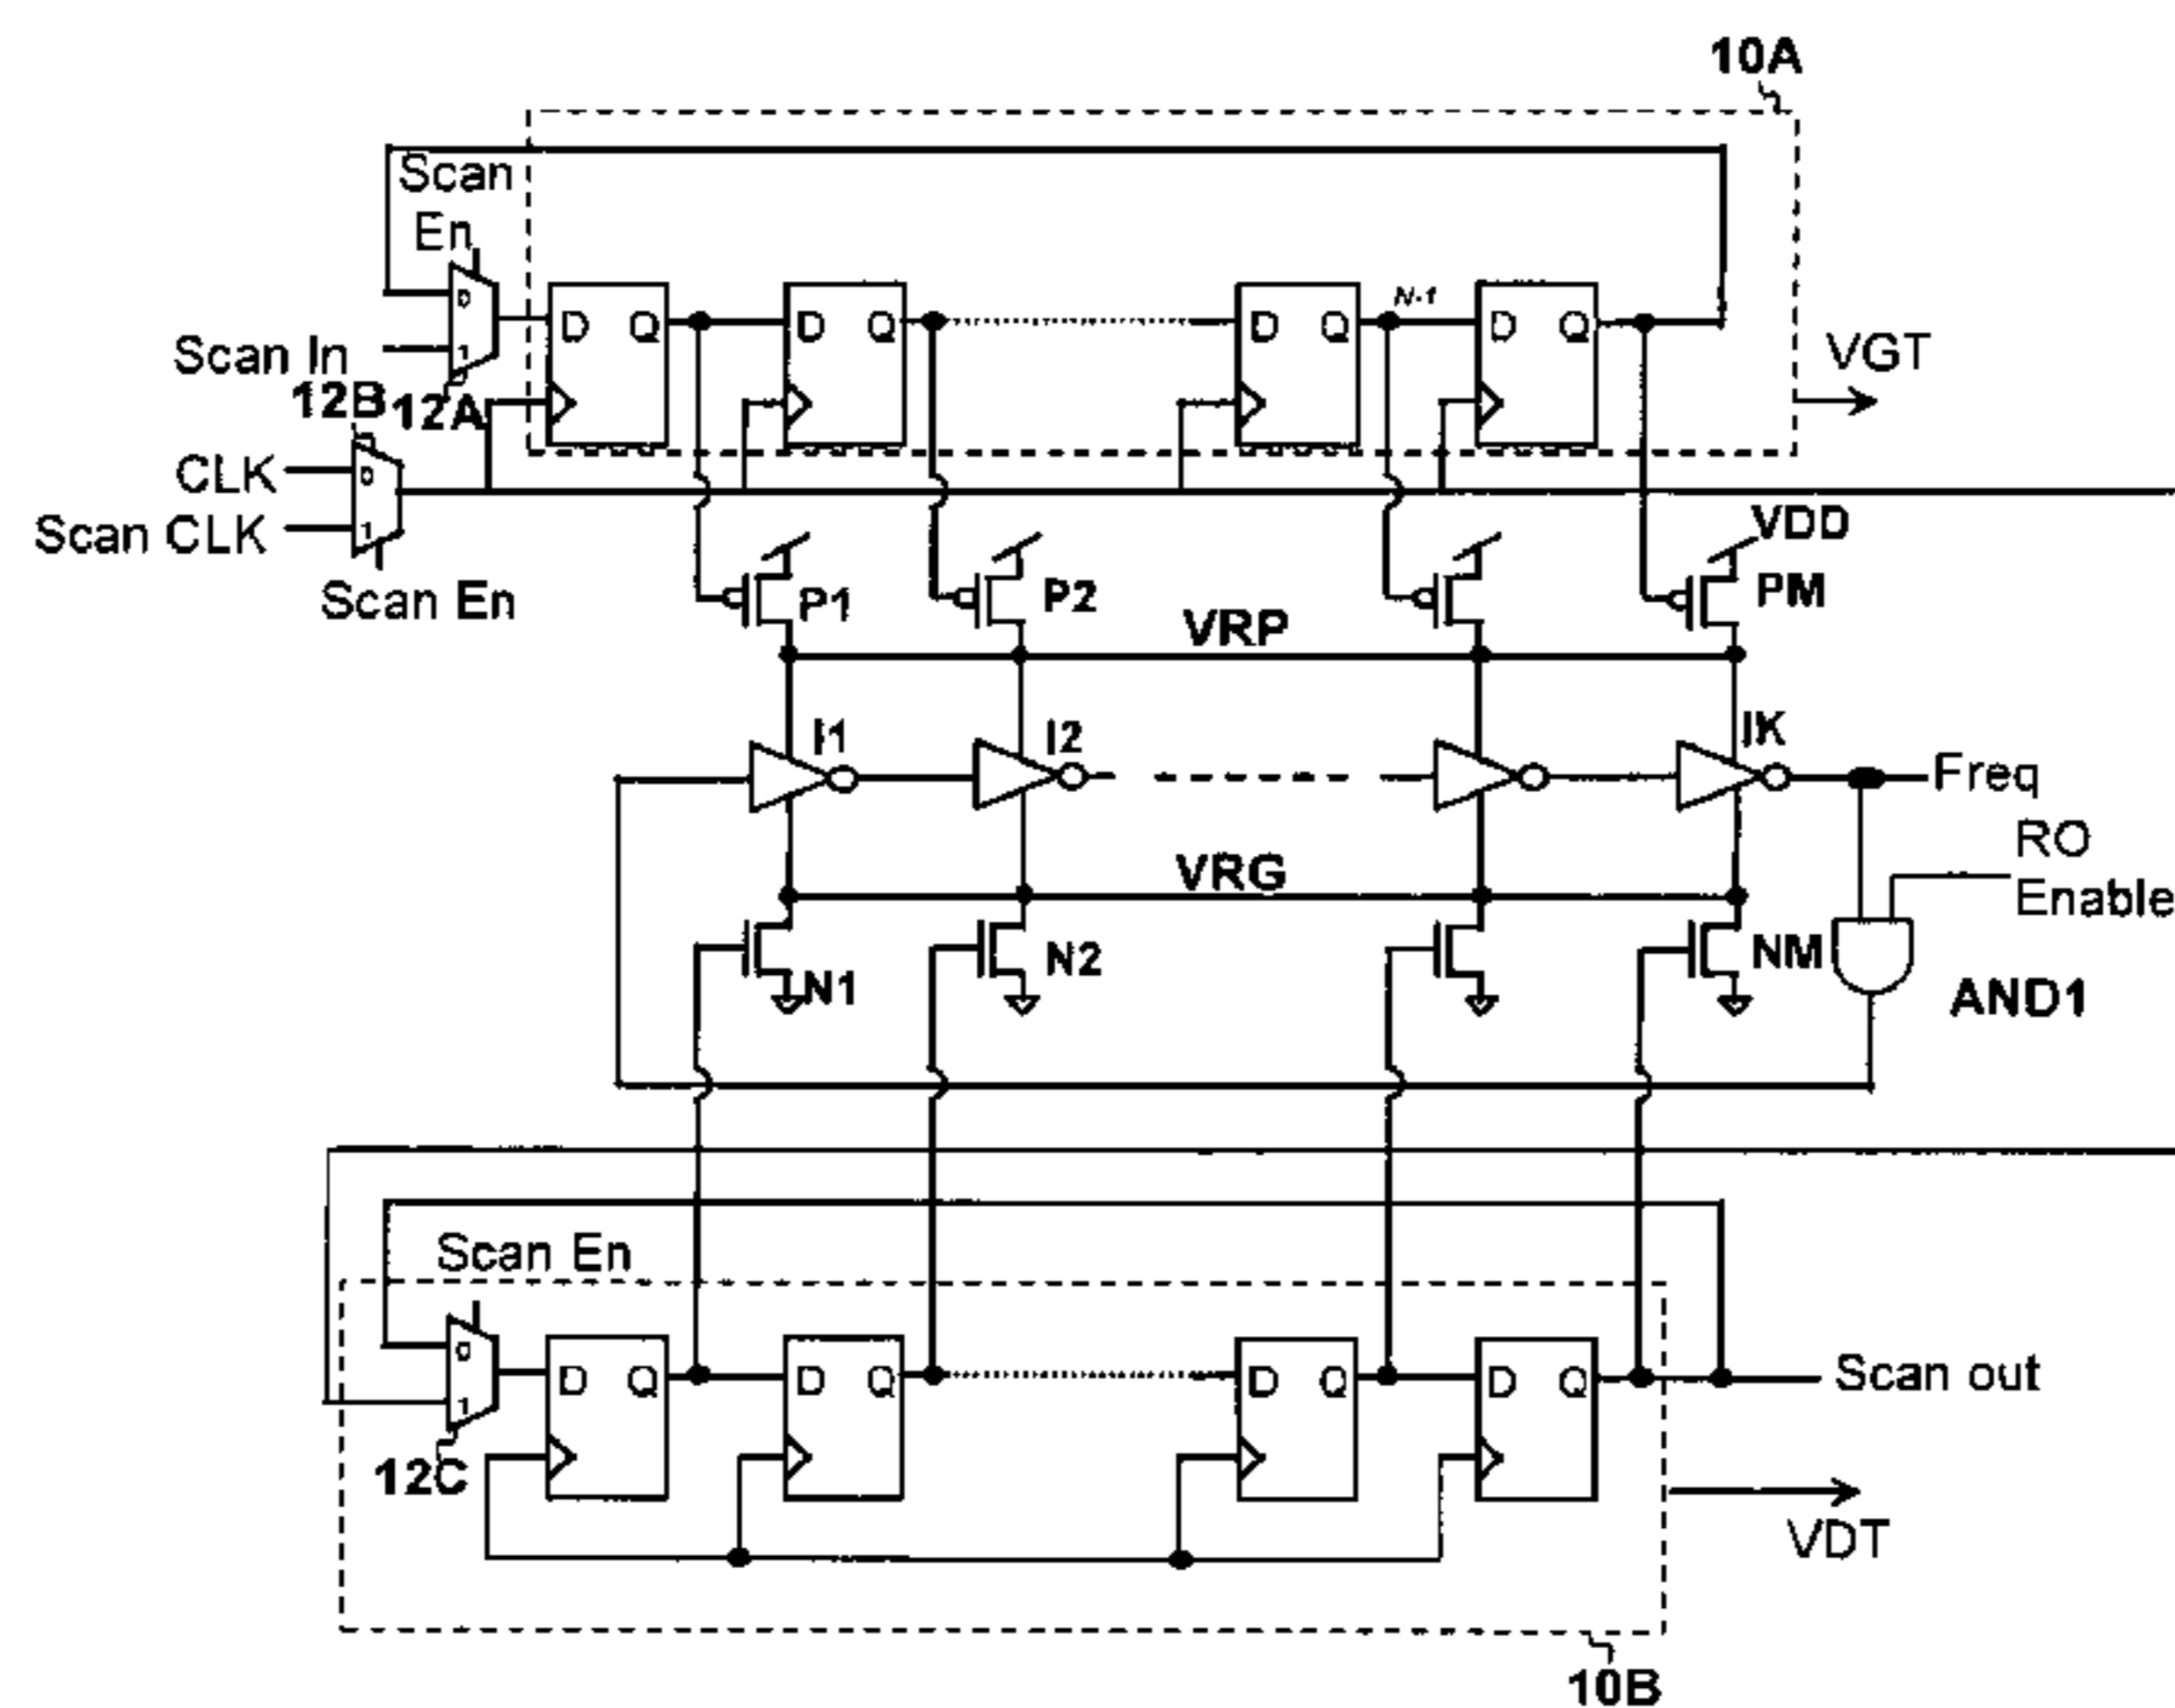 10A
Scan
En
0
1
Scan In
12B
12A
CLK
Scan CLK
0
1
Scan En
D Q
D Q
D Q
N-1
D Q
VGT
P1
P2
VDD
PM
VRP
I1
I2
IK
Freq
RO
Enable
VRG
N1
N2
NM
AND1
Scan En
0
1
12C
D Q
D Q
D Q
D Q
Scan out
VDT
10B